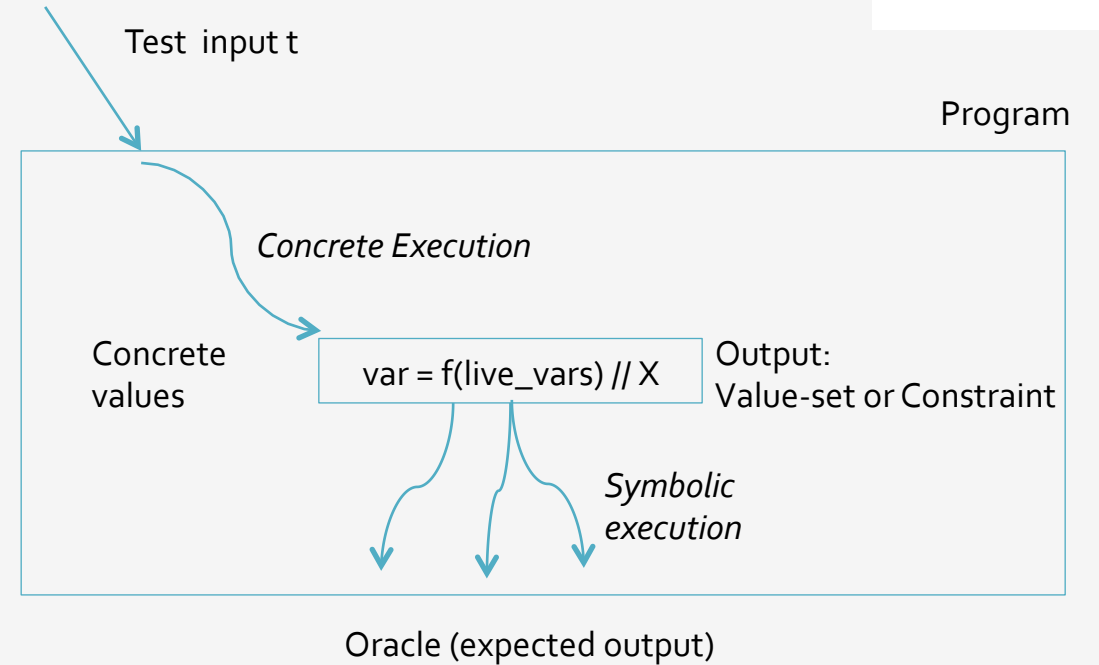 Test input t
Program
Concrete Execution
Concrete
values
var = f(live_vars) // X
Output:
Value-set or Constraint
Symbolic
execution
Oracle (expected output)